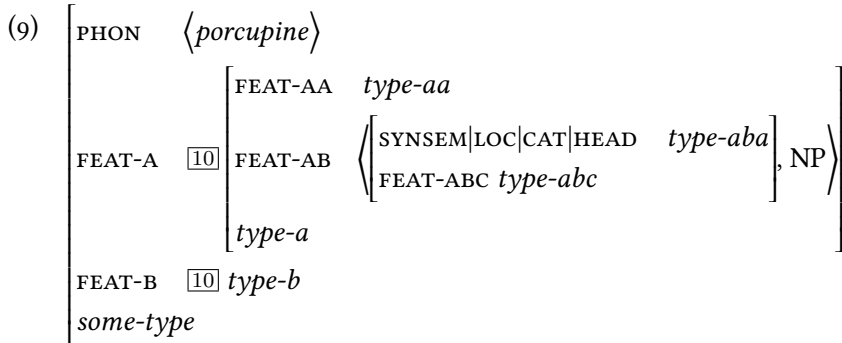 (9)
PHON ⟨porcupine⟩
FEAT-AA type-aa
FEAT-A 10 FEAT-AB ⟨[SYNSEM|LOC|CAT|HEAD type-aba
FEAT-ABC type-abc], NP⟩
type-a
FEAT-B 10 type-b
some-type